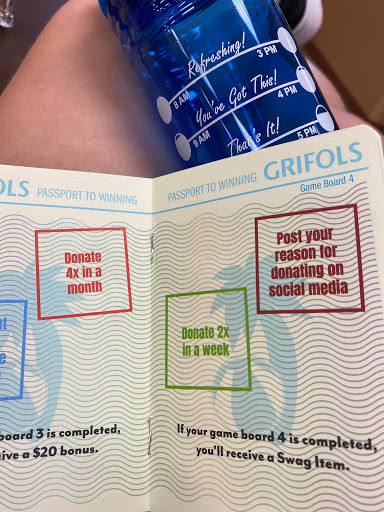 Refreshing!
8 AM 3 PM
You've Got This!
9 AM 4 PM
That's It!
5 PM
OLS PASSPORT TO WINNING
Donate
4x in a
month
board 3 is completed,
ive a $20 bonus.
PASSPORT TO WINNING GRIFOLS
Game Board 4
Post your
reason for
donating on
social media
Donate 2x
in a week
If your game board 4 is completed,
you'll receive a Swag Item.